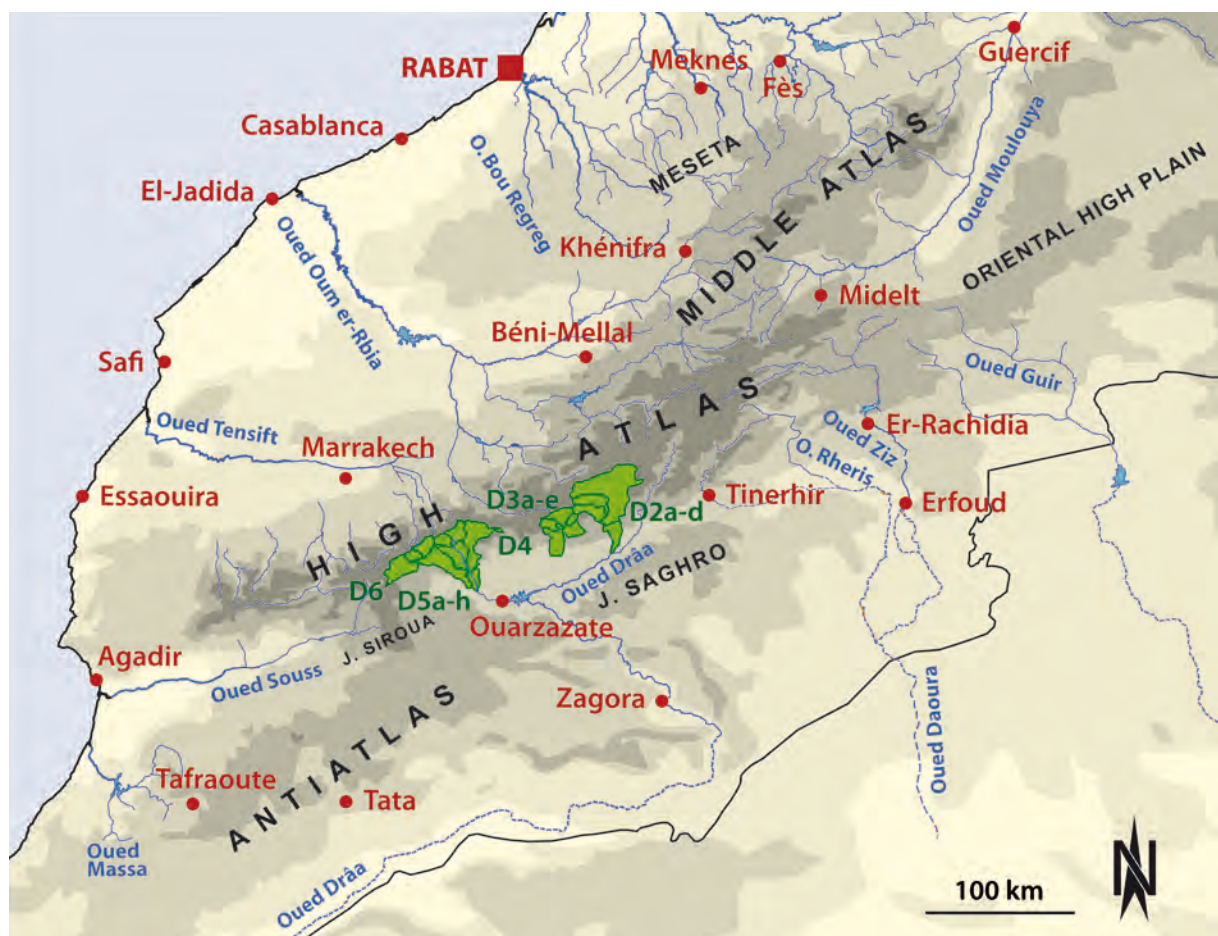 RABAT
Meknes
Fès
Guercif
Casablanca
O. Bou Regreg
MESETA
MIDDLE ATLAS
Oued Moulouya
El-Jadida
Oued Oum er-Rbia
Khénifra
ORIENTAL HIGH PLAIN
Midelt
Béni-Mellal
Safi
Oued Guir
Oued Tensift
Marrakech
HIGH ATLAS
Er-Rachidia
Oued Ziz
O. Rheris
Essaouira
D3a-e
D2a-d
Tinerhir
Erfoud
D4
D6
D5a-h
Oued Drâa
J. SAGHRO
Ouarzazate
J. SIROUA
Agadir
Oued Souss
Zagora
Oued Daoura
Tafraoute
ANTIATLAS
Tata
Oued
Massa
Oued Drâa
100 km
N